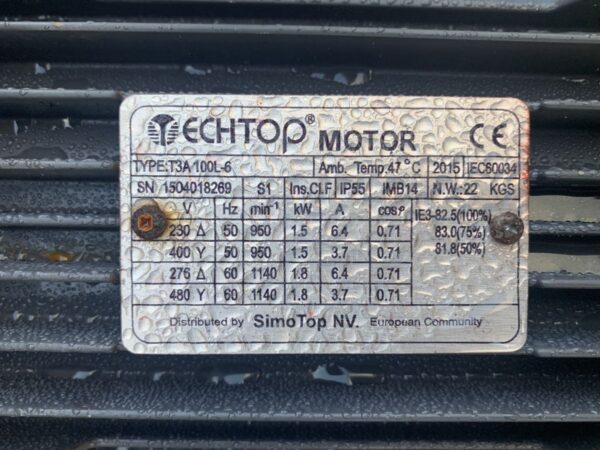 TECHTOP® MOTOR CE
TYPE:T3A 100L-6 Amb. Temp.47°C 2015 IEC60034
SN 1504018269 S1 Ins.Cl.F IP55 IMB14 N.W.:22 KGS
V Hz min⁻¹ kW A cosφ IE3-82.5(100%)
230 Δ 50 950 1.5 6.4 0.71 83.0(75%)
400 Y 50 950 1.5 3.7 0.71 81.8(50%)
276 Δ 60 1140 1.8 6.4 0.71
480 Y 60 1140 1.8 3.7 0.71
Distributed by SimoTop NV. European Community